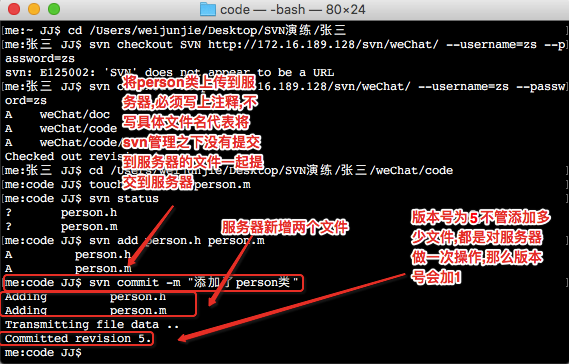 code — -bash — 80×24
me:~ JJ$ cd /Users/weijunjie/Desktop/SVN演练/张三
me:张三 JJ$ svn checkout SVN http://172.16.189.128/svn/weChat/ --username=zs --p
assword=zs
svn: E125002: 'SVN' does not appear to be a URL
me:张三 JJ$ svn c 189.128/svn/weChat/ --username=zs --passw
ord=zs
A weChat/doc
A weChat/code
A weChat/code/
Checked out revis
me:张三 JJ$ cd /Users/weijunjie/Desktop/SVN演练/张三/weChat/code
me:code JJ$ touch person.m
me:code JJ$ svn status
? person.h
? person.m
me:code JJ$ svn add person.h person.m
A person.h
A person.m
me:code JJ$ svn commit -m "添加了person类"
Adding person.h
Adding person.m
Transmitting file data ..
Committed revision 5.
me:code JJ$
将person类上传到服
务器,必须写上注释,不
写具体文件名代表将
svn管理之下没有提交
到服务器的文件一起提
交到服务器
服务器新增两个文件
版本号为5不管添加多
少文件,都是对服务器
做一次操作,那么版本
号会加1